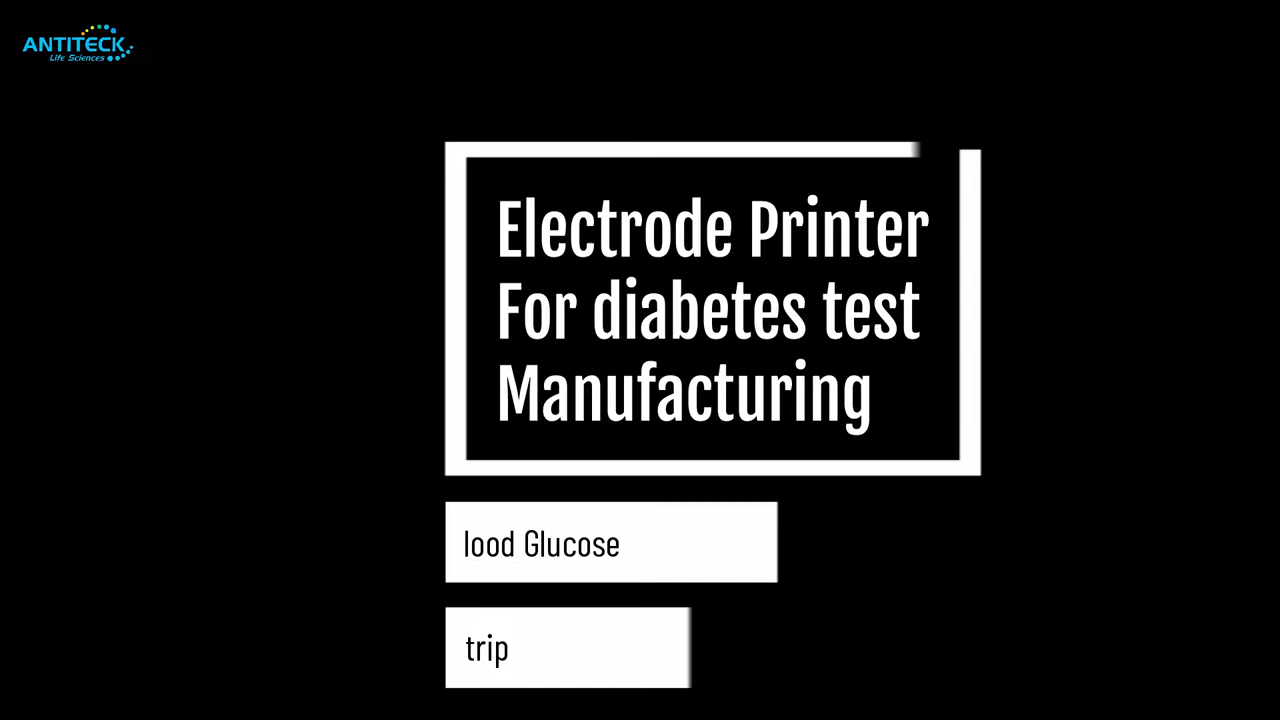 ANTITECK
Life Sciences
Electrode Printer
For diabetes test
Manufacturing
lood Glucose
trip